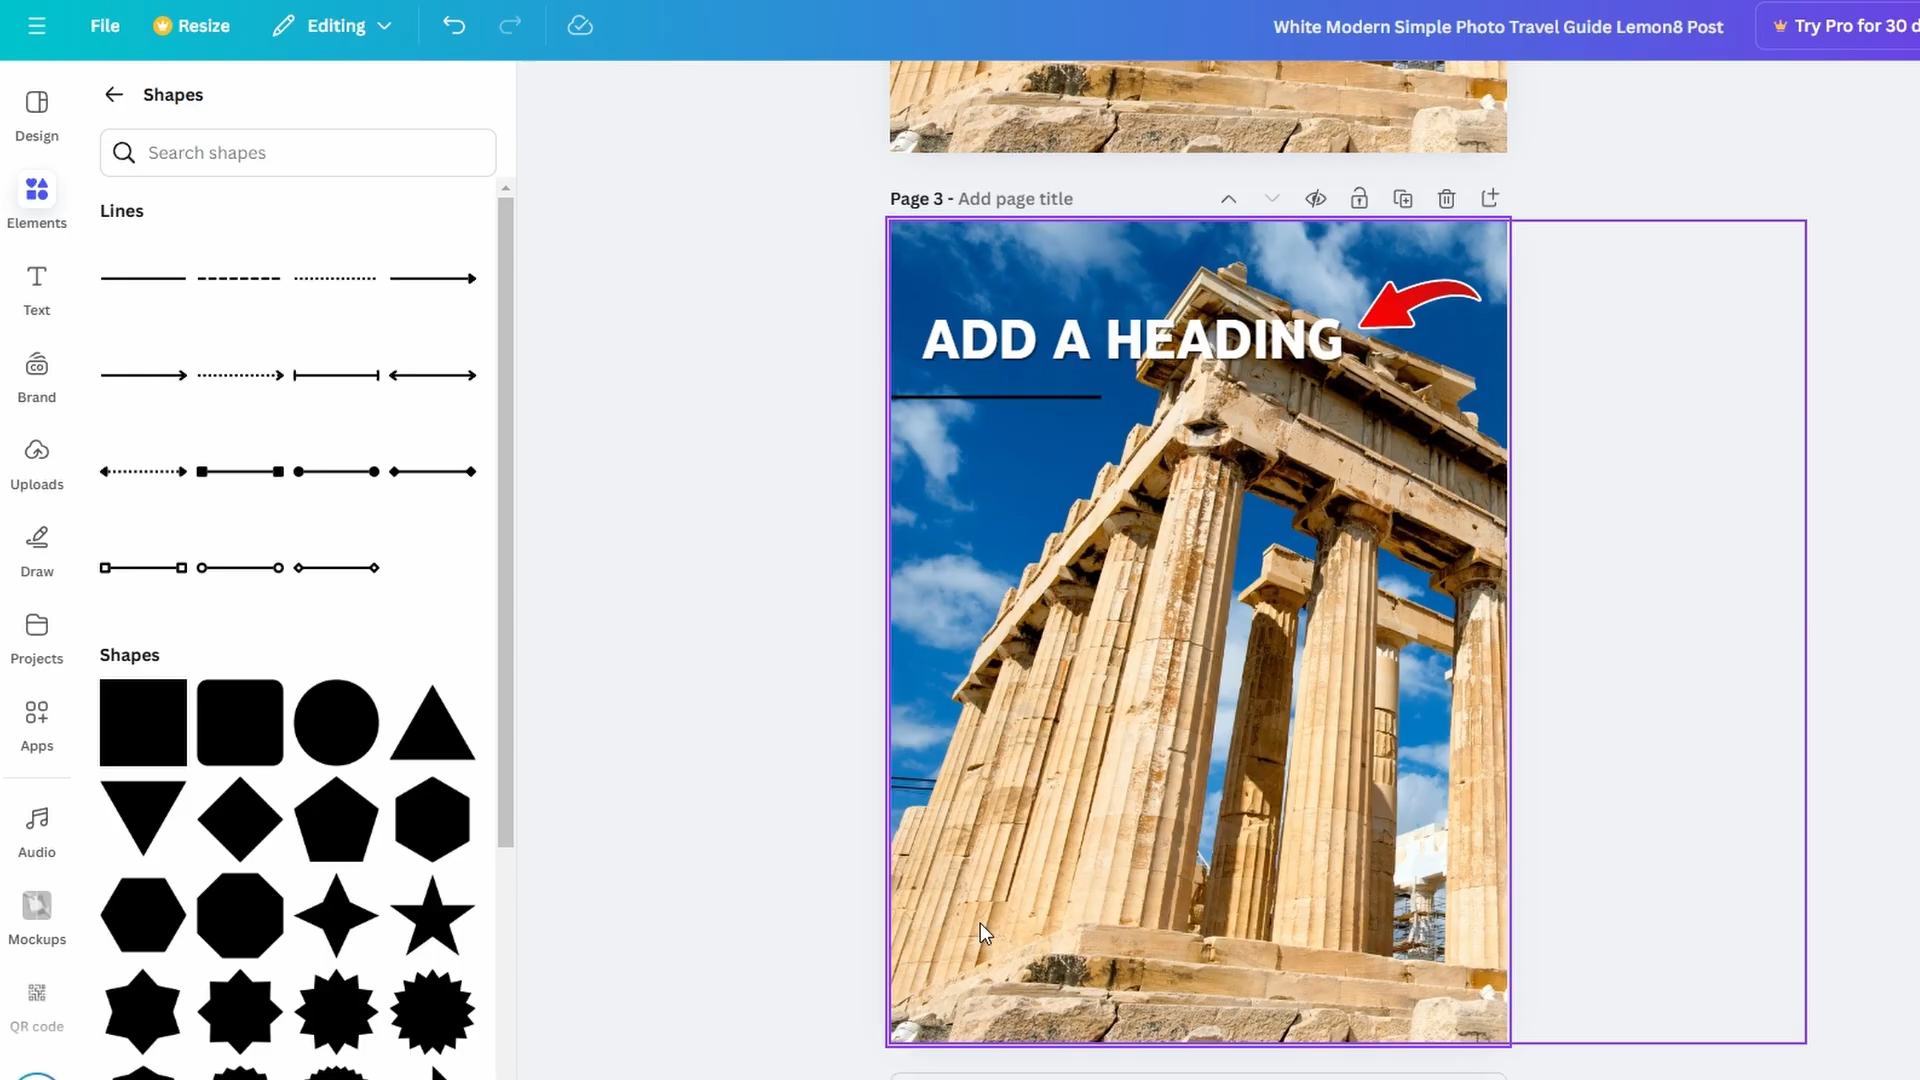 File
Resize
Editing
White Modern Simple Photo Travel Guide Lemon8 Post
Try Pro for 30 d
Design
Elements
Text
Brand
Uploads
Draw
Projects
Apps
Audio
Mockups
QR code
Shapes
Search shapes
Lines
Shapes
Page 3 - Add page title
ADD A HEADING